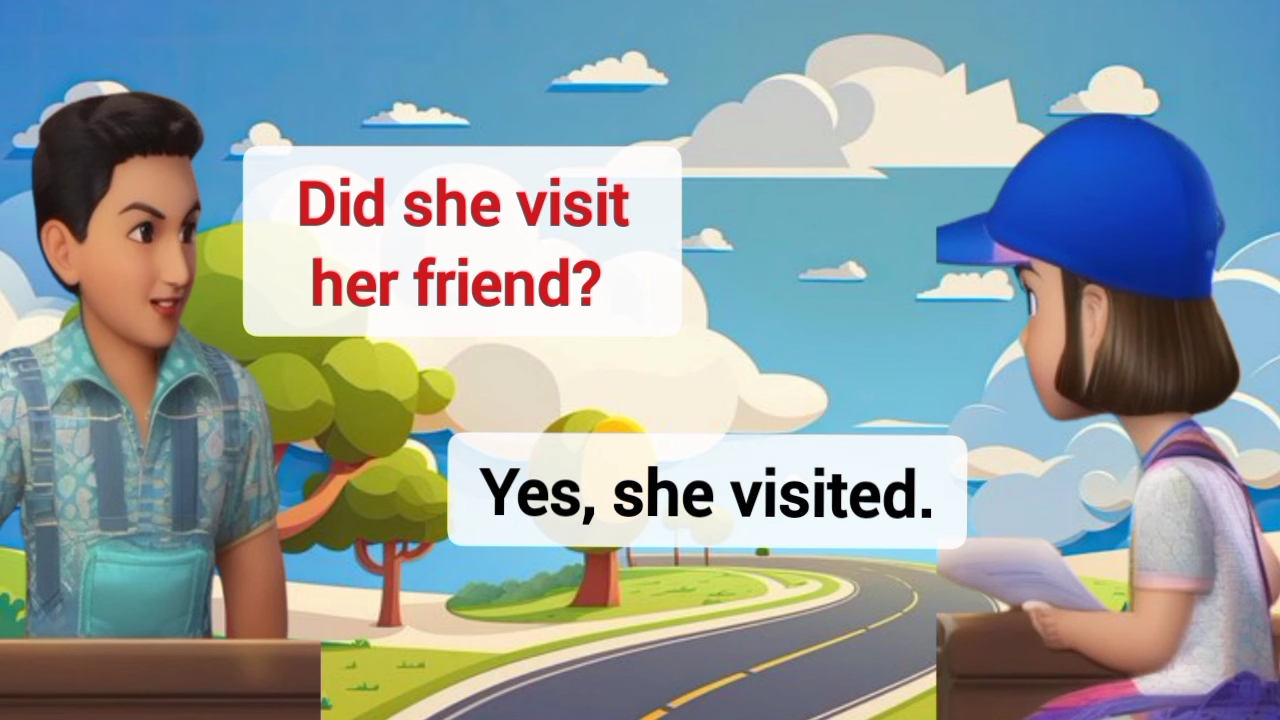 Did she visit
her friend?
Yes, she visited.